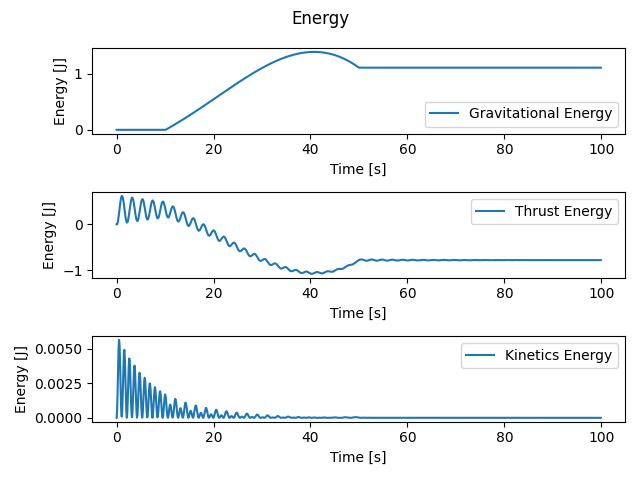 Energy
Energy [J]
1
0
Gravitational Energy
0 20 40 60 80 100
Time [s]
Energy [J]
0
−1
Thrust Energy
0 20 40 60 80 100
Time [s]
Energy [J]
0.0050
0.0025
0.0000
Kinetics Energy
0 20 40 60 80 100
Time [s]